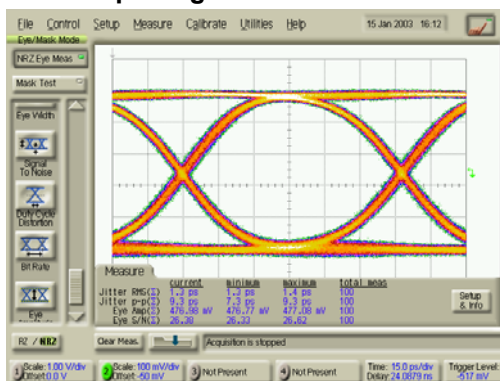 File Control Setup Measure Calibrate Utilities Help 15 Jan 2003 16:12
Eye/Mask Mode
NRZ Eye Meas
Mask Test
Eye Width
Signal
To Noise
Duty Cycle
Distortion
Bit Rate
Eye
Measure
current minimum maximum total meas
Jitter RMS(Σ) 1.3 ps 1.3 ps 1.4 ps 100
Jitter p-p(Σ) 9.3 ps 7.3 ps 9.3 ps 100
Eye Amp(Σ) 476.98 mV 476.77 mV 477.08 mV 100
Eye S/N(Σ) 26.38 26.33 26.62 100
Setup
& Info
RZ / NRZ
Clear Meas.
Acquisition is stopped
1 Scale: 1.00 V/div
Offset: 0.0 V
2 Scale: 100 mV/div
Offset: -50 mV
3 Not Present
4 Not Present
Time: 15.0 ps/div
Delay: 24.0879 ns
Trigger Level:
-517 mV